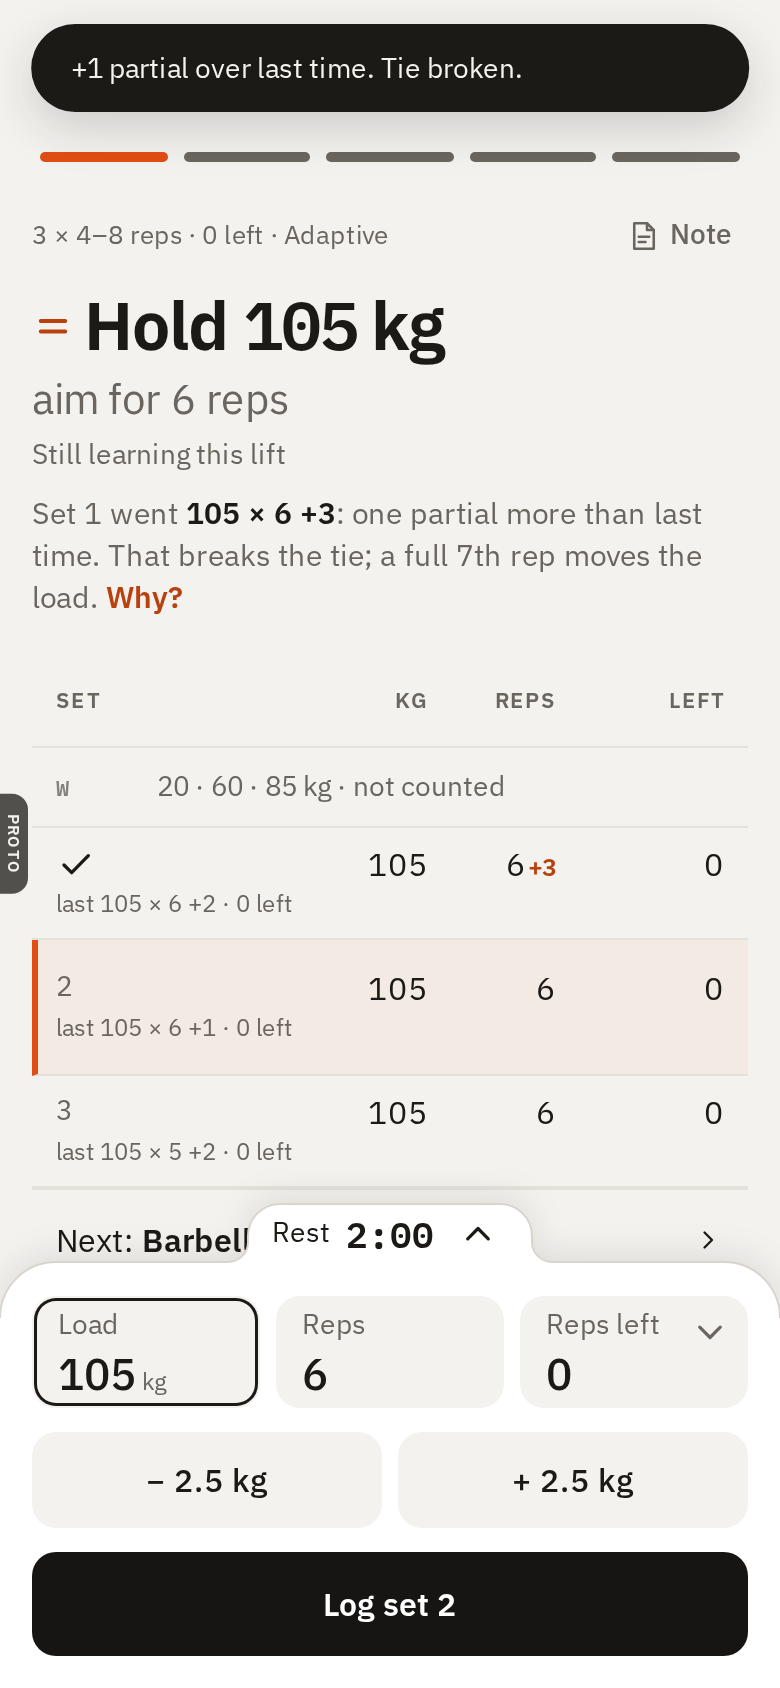 +1 partial over last time. Tie broken.
3 × 4–8 reps · 0 left · Adaptive
Note
= Hold 105 kg
aim for 6 reps
Still learning this lift
Set 1 went 105 × 6 +3: one partial more than last
time. That breaks the tie; a full 7th rep moves the
load. Why?
SET KG REPS LEFT
W 20 · 60 · 85 kg · not counted
105 6 +3 0
last 105 × 6 +2 · 0 left
2 105 6 0
last 105 × 6 +1 · 0 left
3 105 6 0
last 105 × 5 +2 · 0 left
PROTO
Next: Barbell
Rest 2:00
Load Reps Reps left
105 kg 6 0
− 2.5 kg + 2.5 kg
Log set 2